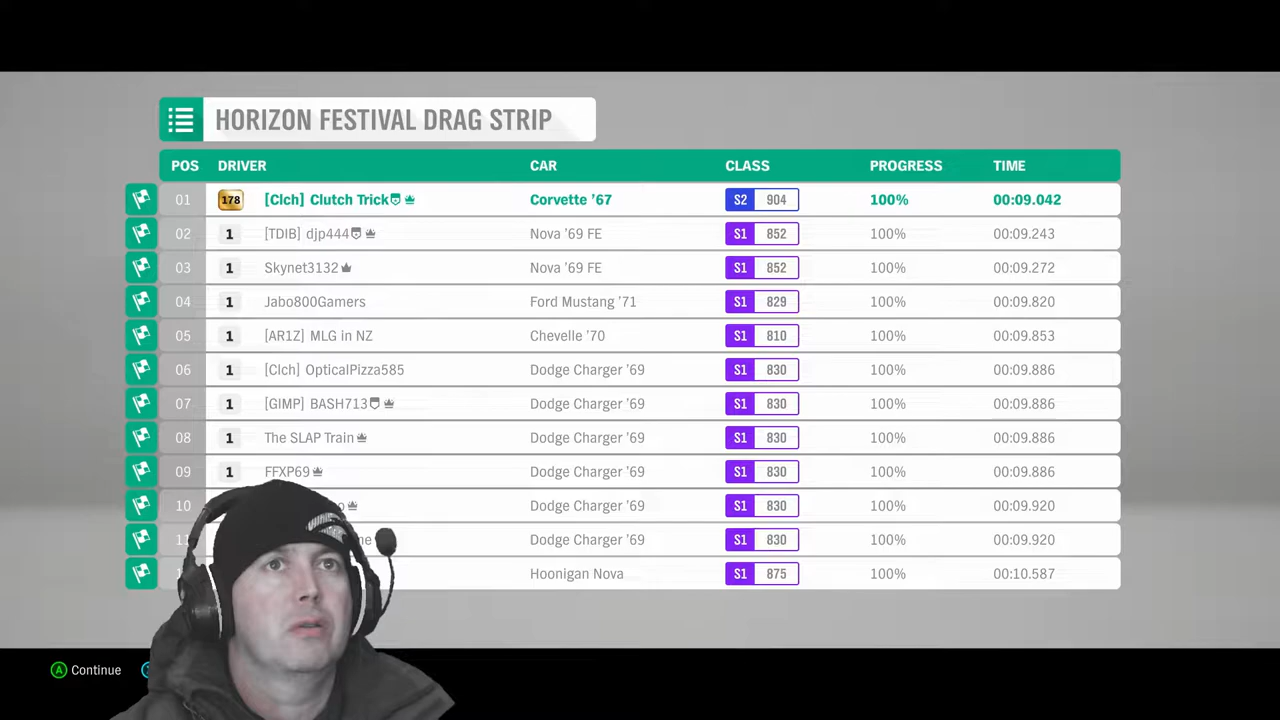 HORIZON FESTIVAL DRAG STRIP
POS DRIVER CAR CLASS PROGRESS TIME
01 178 [Clch] Clutch Trick Corvette '67 S2 904 100% 00:09.042
02 1 [TDIB] djp444 Nova '69 FE S1 852 100% 00:09.243
03 1 Skynet3132 Nova '69 FE S1 852 100% 00:09.272
04 1 Jabo800Gamers Ford Mustang '71 S1 829 100% 00:09.820
05 1 [AR1Z] MLG in NZ Chevelle '70 S1 810 100% 00:09.853
06 1 [Clch] OpticalPizza585 Dodge Charger '69 S1 830 100% 00:09.886
07 1 [GIMP] BASH713 Dodge Charger '69 S1 830 100% 00:09.886
08 1 The SLAP Train Dodge Charger '69 S1 830 100% 00:09.886
09 1 FFXP69 Dodge Charger '69 S1 830 100% 00:09.886
10 Dodge Charger '69 S1 830 100% 00:09.920
11 Dodge Charger '69 S1 830 100% 00:09.920
Hoonigan Nova S1 875 100% 00:10.587
A Continue